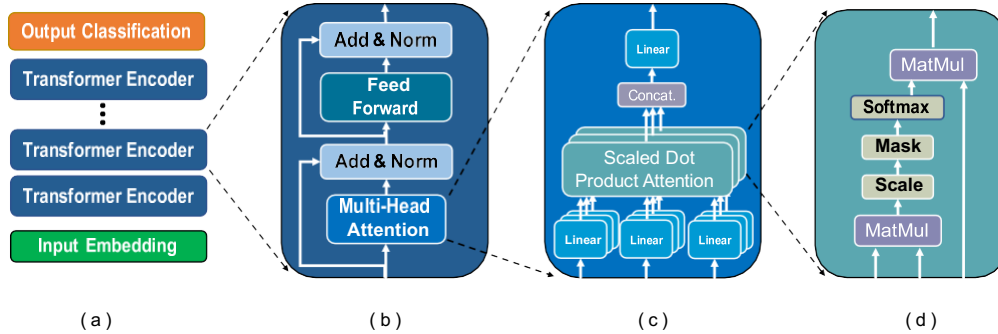 Output Classification
Transformer Encoder
Transformer Encoder
Transformer Encoder
Input Embedding
( a )
Add & Norm
Feed
Forward
Add & Norm
Multi-Head
Attention
( b )
Linear
Concat.
Scaled Dot
Product Attention
Linear
Linear
Linear
( c )
MatMul
Softmax
Mask
Scale
MatMul
( d )